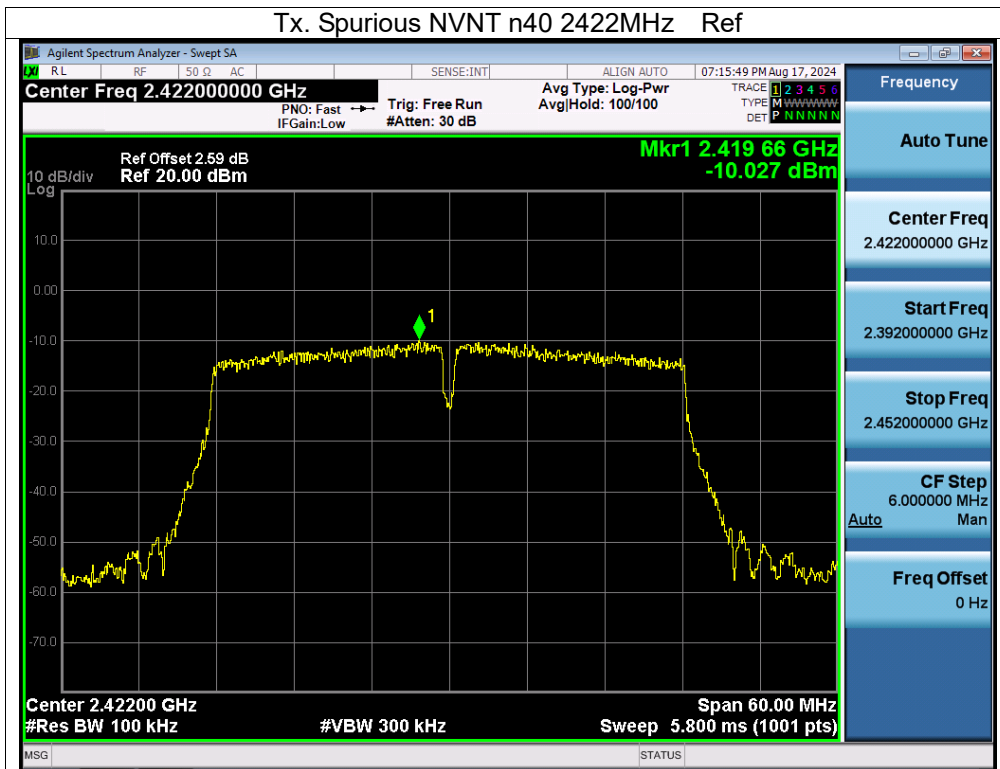 Tx. Spurious NVNT n40 2422MHz Ref
Agilent Spectrum Analyzer - Swept SA
LXI RL RF 50 Ω AC SENSE:INT ALIGN AUTO 07:15:49 PM Aug 17, 2024
Center Freq 2.422000000 GHz
PNO: Fast
IFGain:Low
Trig: Free Run
#Atten: 30 dB
Avg Type: Log-Pwr
Avg|Hold: 100/100
TRACE 1 2 3 4 5 6
TYPE M WWWWW
DET P N N N N N
Mkr1 2.419 66 GHz
-10.027 dBm
Ref Offset 2.59 dB
10 dB/div Ref 20.00 dBm
Log
10.0
0.00
-10.0
-20.0
-30.0
-40.0
-50.0
-60.0
-70.0
1
Center 2.42200 GHz Span 60.00 MHz
#Res BW 100 kHz #VBW 300 kHz Sweep 5.800 ms (1001 pts)
MSG STATUS
Frequency
Auto Tune
Center Freq
2.422000000 GHz
Start Freq
2.392000000 GHz
Stop Freq
2.452000000 GHz
CF Step
6.000000 MHz
Auto Man
Freq Offset
0 Hz